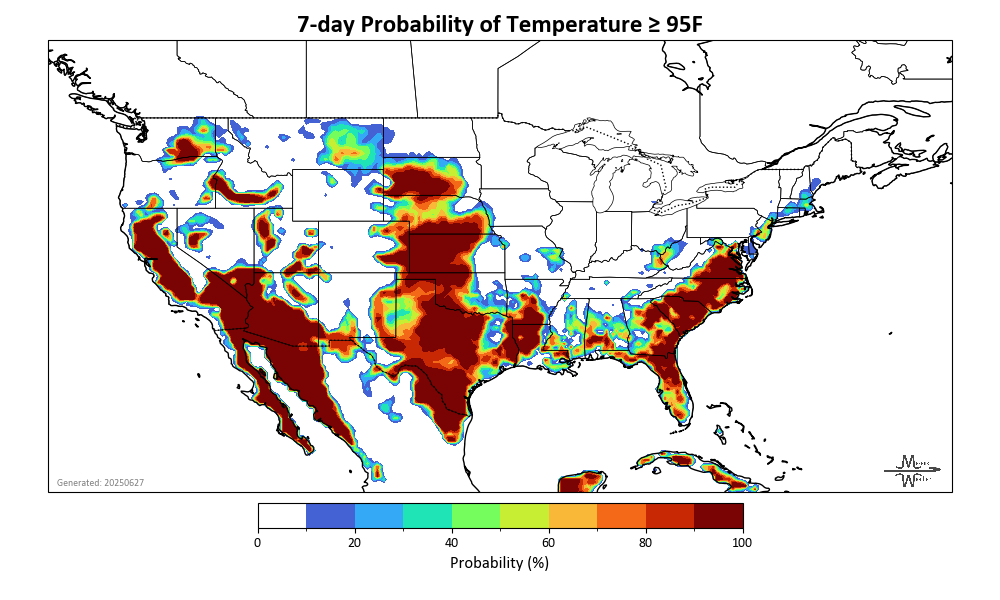 7-day Probability of Temperature ≥ 95F
Generated: 20250627
0 20 40 60 80 100
Probability (%)